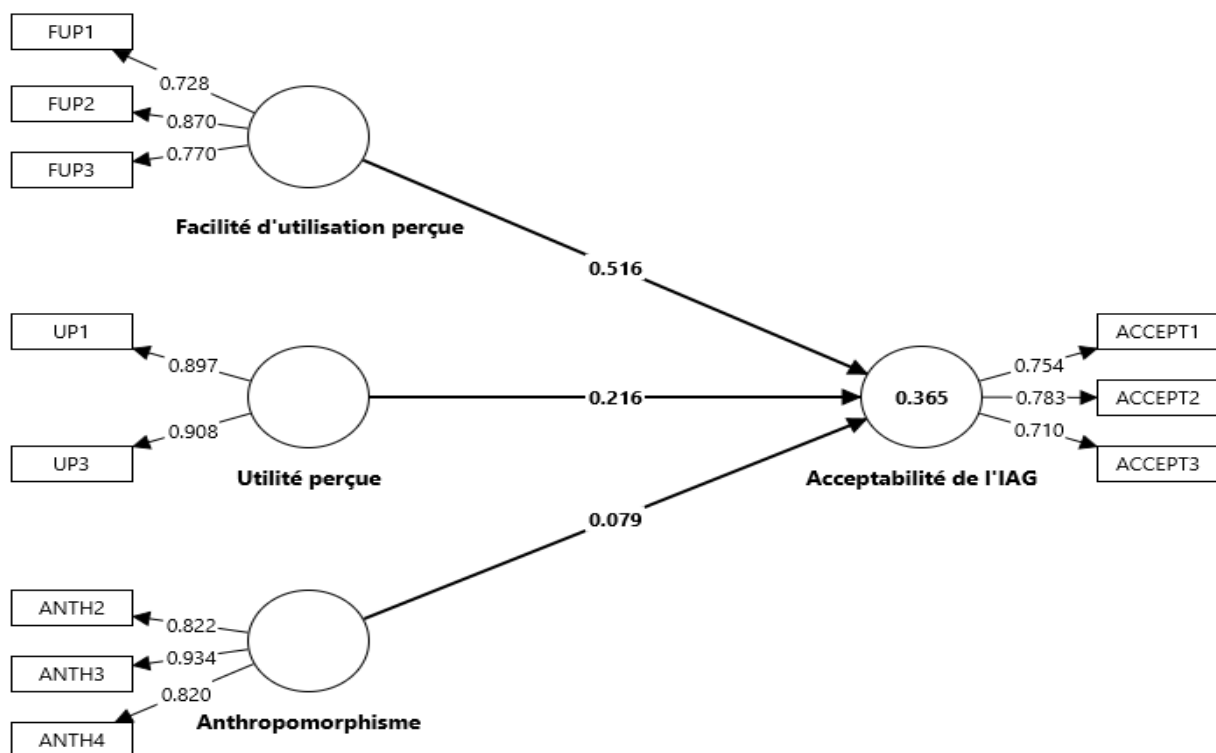 FUP1
0.728
FUP2
0.870
0.770
FUP3
Facilité d'utilisation perçue
0.516
UP1
0.897
0.908
UP3
Utilité perçue
0.216
0.365
Acceptabilité de l'IAG
0.754
ACCEPT1
0.783
ACCEPT2
0.710
ACCEPT3
0.079
ANTH2
0.822
ANTH3
0.934
0.820
ANTH4
Anthropomorphisme